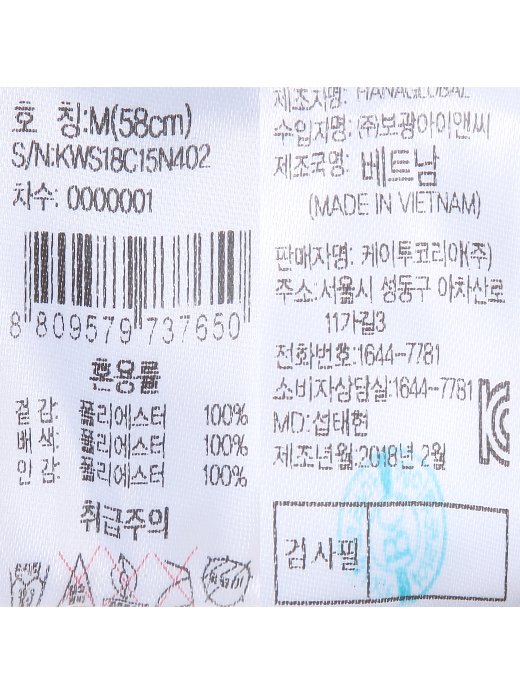 호 칭:M(58cm)
S/N:KWS18C15N402
차수: 0000001
8 809579 737650
혼용률
겉감: 폴리에스터 100%
배색: 폴리에스터 100%
인감: 폴리에스터 100%
취급주의
제조자명: HANAGLOBAL
수입자명: (주)보광아이앤씨
제조국명: 베트남
(MADE IN VIETNAM)
판매자명: 케이투코리아(주)
주소: 서울시 성동구 아차산로
11가길3
전화번호:1644-7781
소비자상담실:1644-7781
MD: 섭태현
제조년월:2018년 2월
검사필